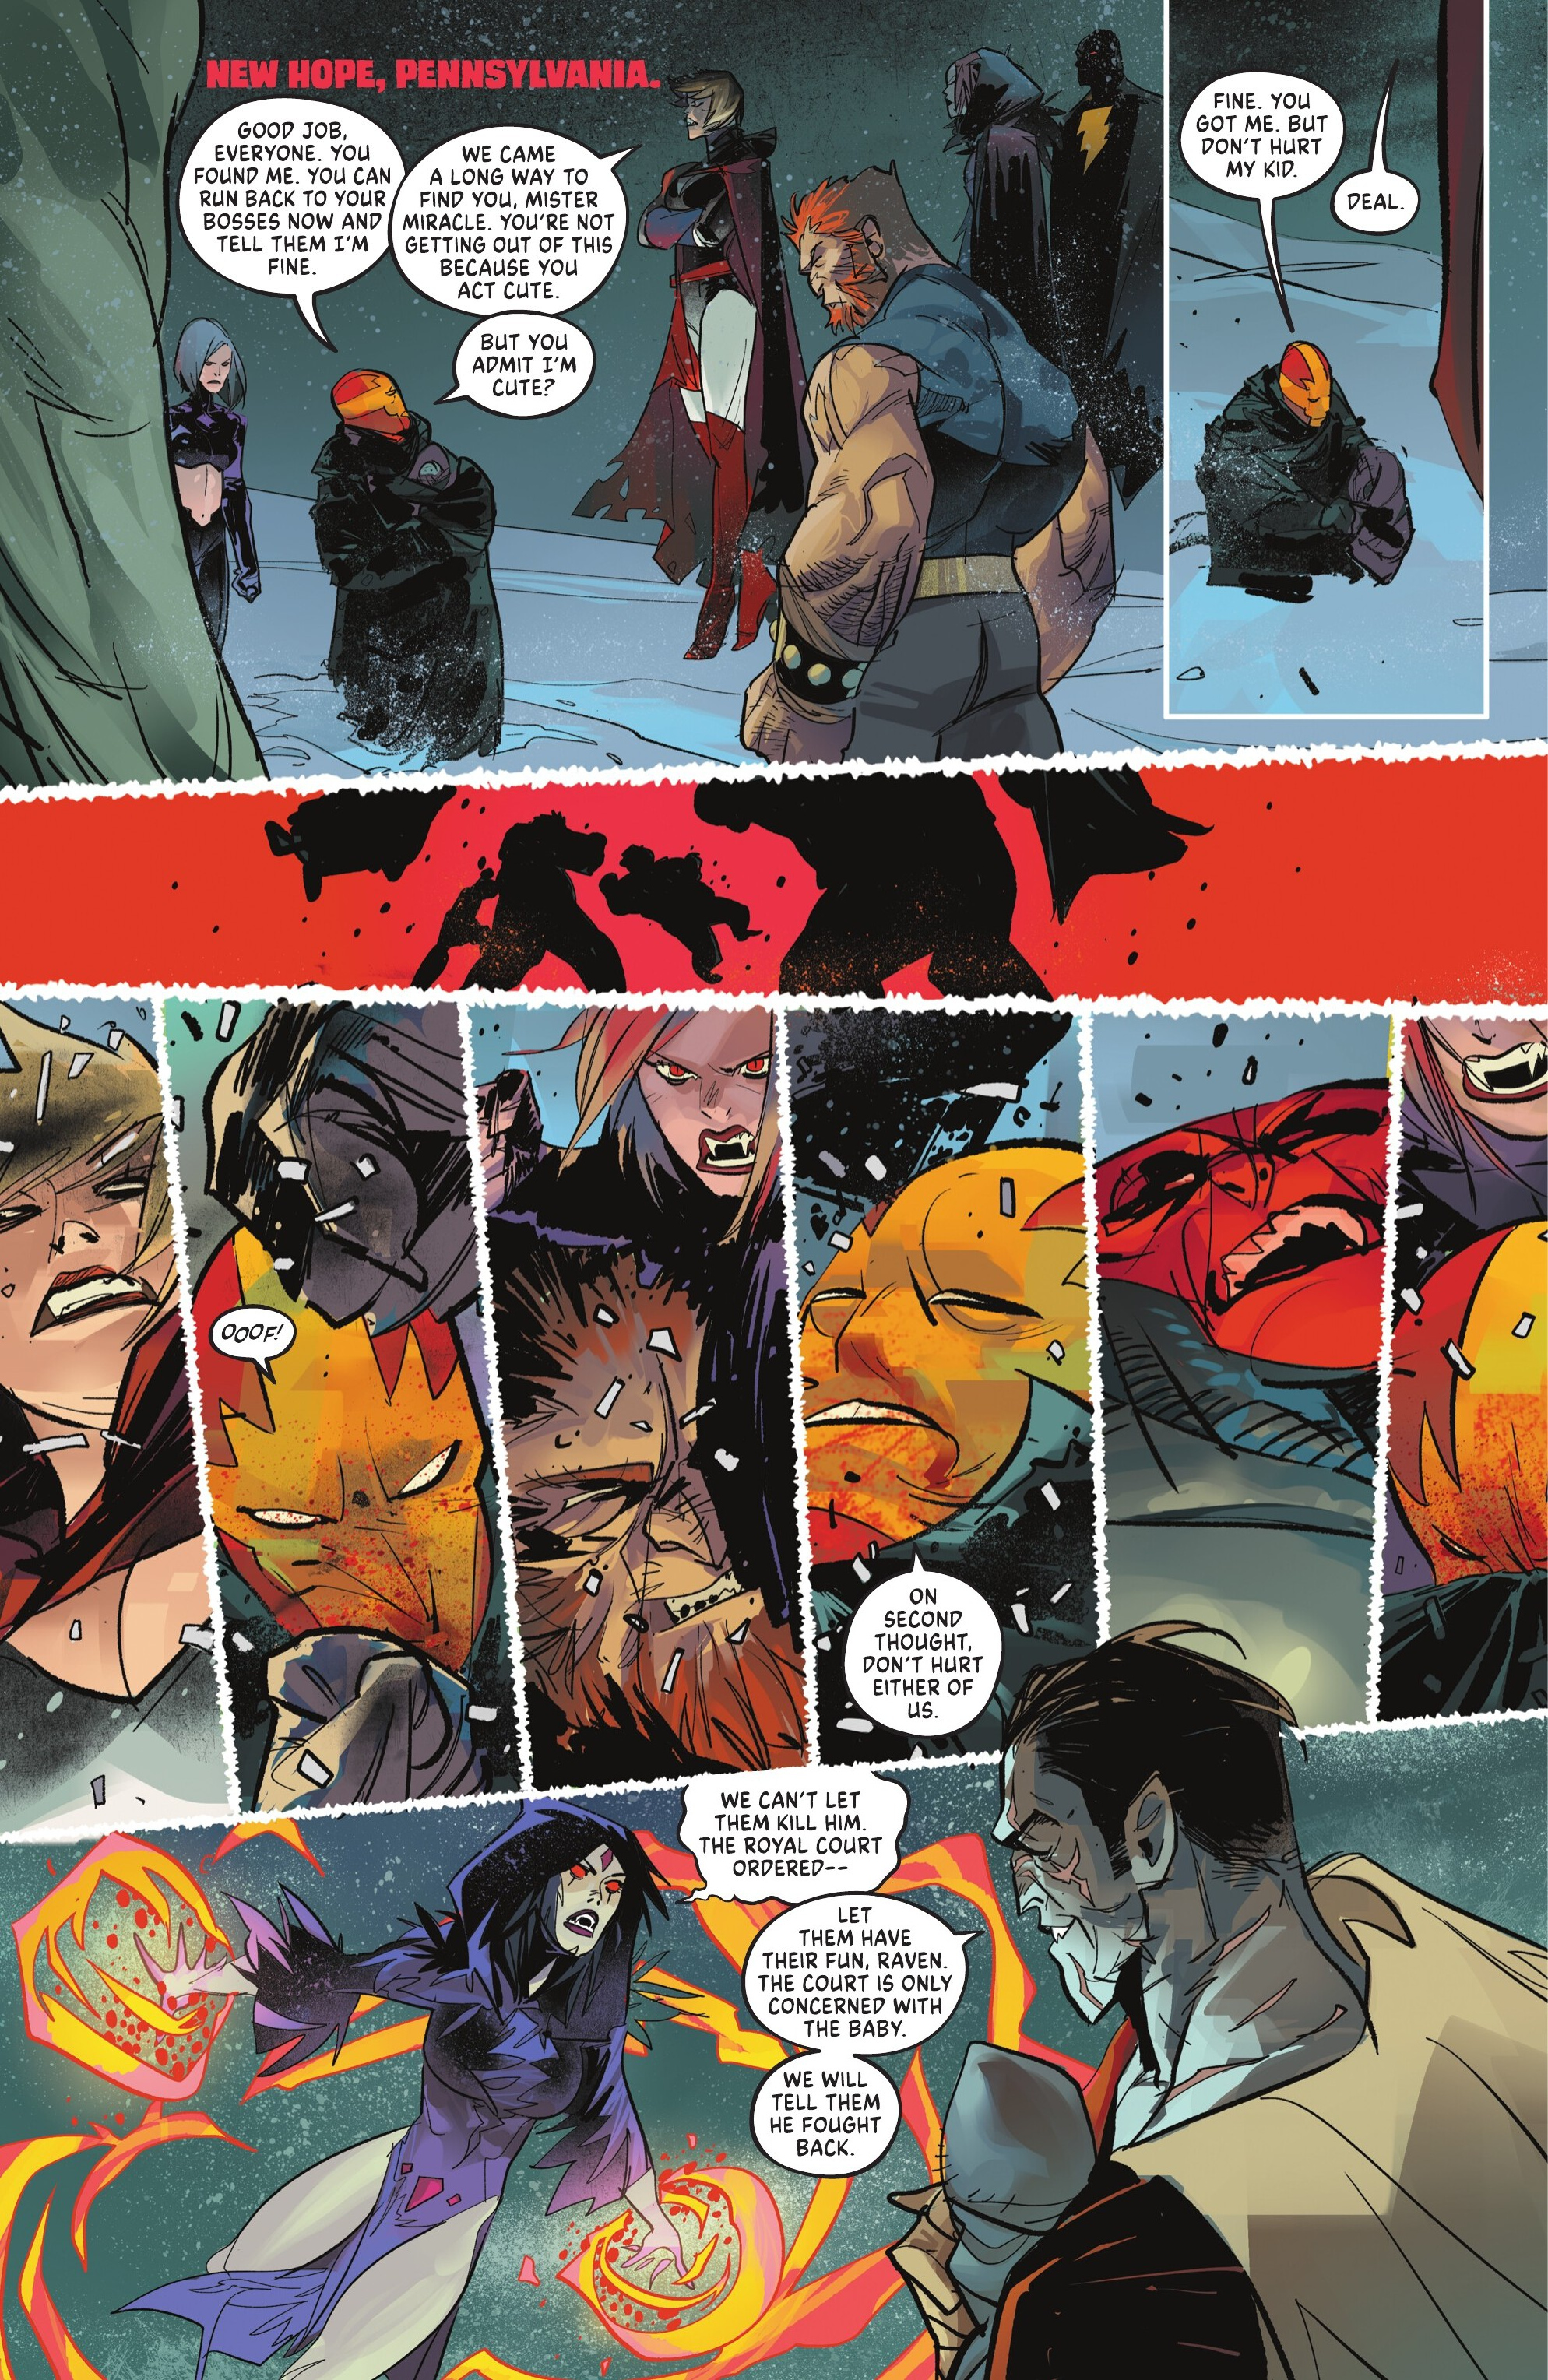 NEW HOPE, PENNSYLVANIA.
GOOD JOB,
EVERYONE. YOU
FOUND ME. YOU CAN
RUN BACK TO YOUR
BOSSES NOW AND
TELL THEM I'M
FINE.
WE CAME
A LONG WAY TO
FIND YOU, MISTER
MIRACLE. YOU'RE NOT
GETTING OUT OF THIS
BECAUSE YOU
ACT CUTE.
BUT YOU
ADMIT I'M
CUTE?
FINE. YOU
GOT ME. BUT
DON'T HURT
MY KID.
DEAL.
OOOF!
ON
SECOND
THOUGHT,
DON'T HURT
EITHER OF
US.
WE CAN'T LET
THEM KILL HIM.
THE ROYAL COURT
ORDERED--
LET
THEM HAVE
THEIR FUN, RAVEN.
THE COURT IS ONLY
CONCERNED WITH
THE BABY.
WE WILL
TELL THEM
HE FOUGHT
BACK.